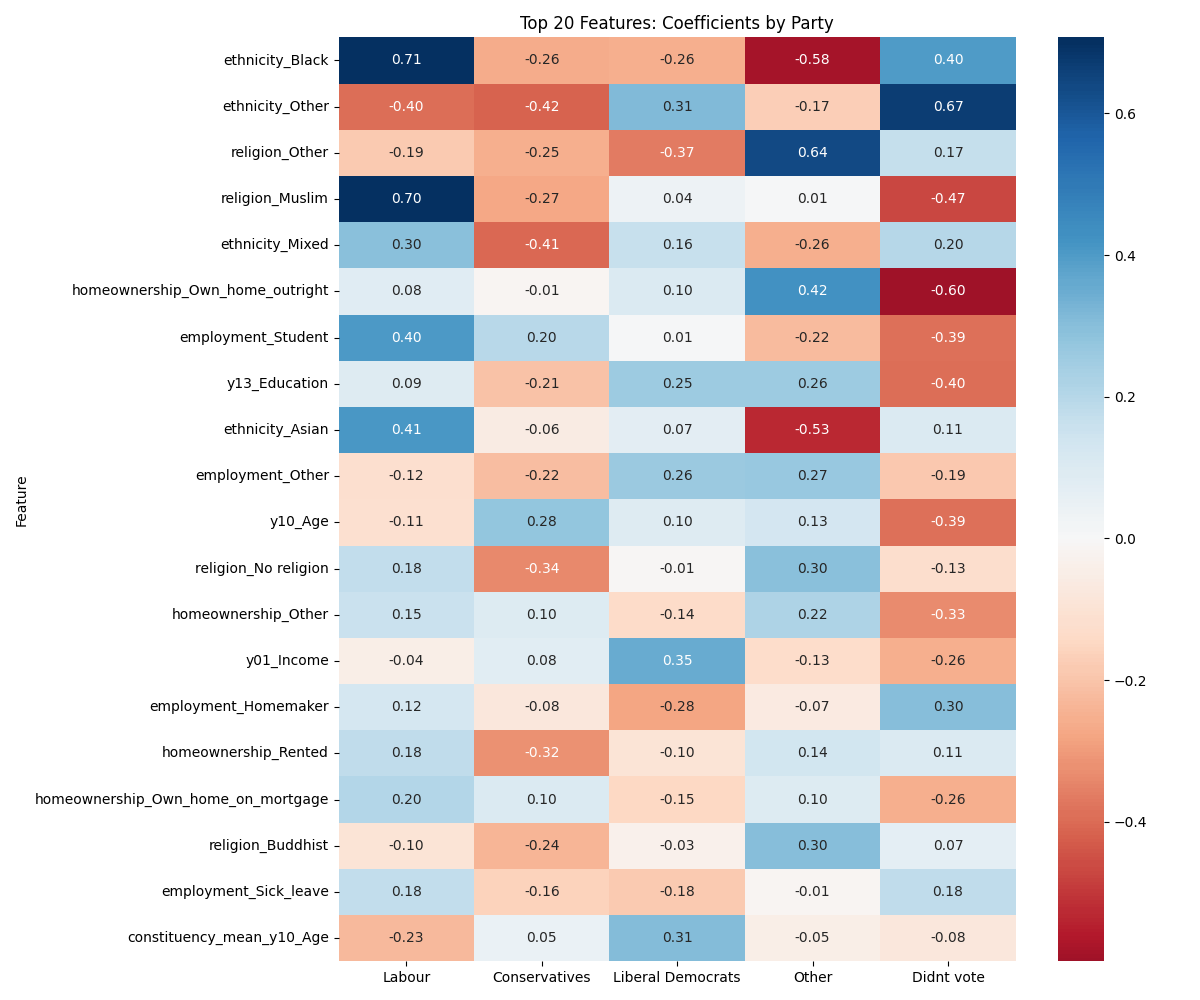 Top 20 Features: Coefficients by Party
Feature
ethnicity_Black 0.71 -0.26 -0.26 -0.58 0.40
ethnicity_Other -0.40 -0.42 0.31 -0.17 0.67
religion_Other -0.19 -0.25 -0.37 0.64 0.17
religion_Muslim 0.70 -0.27 0.04 0.01 -0.47
ethnicity_Mixed 0.30 -0.41 0.16 -0.26 0.20
homeownership_Own_home_outright 0.08 -0.01 0.10 0.42 -0.60
employment_Student 0.40 0.20 0.01 -0.22 -0.39
y13_Education 0.09 -0.21 0.25 0.26 -0.40
ethnicity_Asian 0.41 -0.06 0.07 -0.53 0.11
employment_Other -0.12 -0.22 0.26 0.27 -0.19
y10_Age -0.11 0.28 0.10 0.13 -0.39
religion_No religion 0.18 -0.34 -0.01 0.30 -0.13
homeownership_Other 0.15 0.10 -0.14 0.22 -0.33
y01_Income -0.04 0.08 0.35 -0.13 -0.26
employment_Homemaker 0.12 -0.08 -0.28 -0.07 0.30
homeownership_Rented 0.18 -0.32 -0.10 0.14 0.11
homeownership_Own_home_on_mortgage 0.20 0.10 -0.15 0.10 -0.26
religion_Buddhist -0.10 -0.24 -0.03 0.30 0.07
employment_Sick_leave 0.18 -0.16 -0.18 -0.01 0.18
constituency_mean_y10_Age -0.23 0.05 0.31 -0.05 -0.08
Labour Conservatives Liberal Democrats Other Didnt vote
0.6
0.4
0.2
0.0
−0.2
−0.4